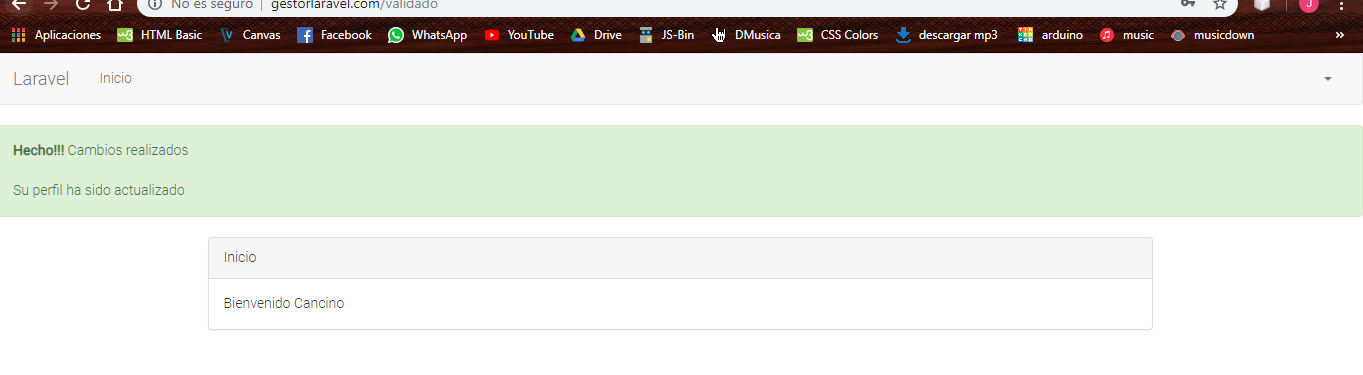 No es seguro | gestorlaravel.com/validado
J
Aplicaciones HTML Basic Canvas Facebook WhatsApp YouTube Drive JS-Bin DMusica CSS Colors descargar mp3 arduino music musicdown »
Laravel Inicio
Hecho!!! Cambios realizados
Su perfil ha sido actualizado
Inicio
Bienvenido Cancino